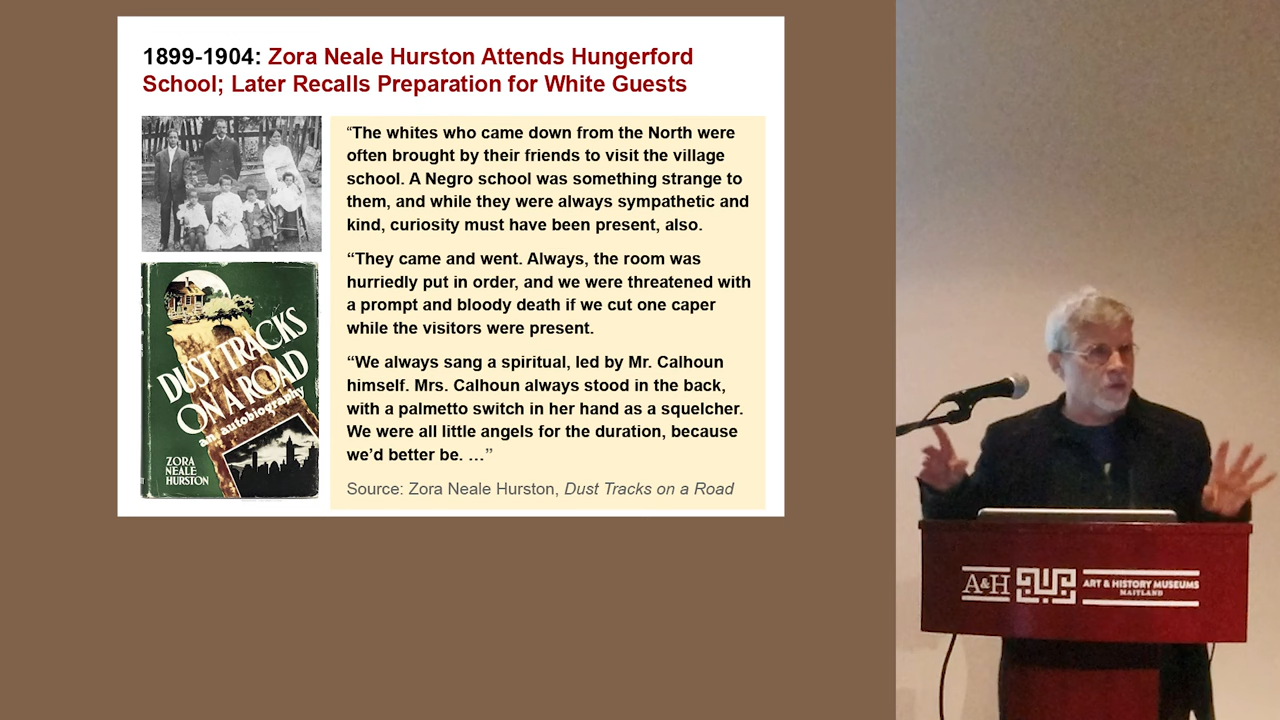 1899-1904: Zora Neale Hurston Attends Hungerford
School; Later Recalls Preparation for White Guests
“The whites who came down from the North were
often brought by their friends to visit the village
school. A Negro school was something strange to
them, and while they were always sympathetic and
kind, curiosity must have been present, also.
“They came and went. Always, the room was
hurriedly put in order, and we were threatened with
a prompt and bloody death if we cut one caper
while the visitors were present.
“We always sang a spiritual, led by Mr. Calhoun
himself. Mrs. Calhoun always stood in the back,
with a palmetto switch in her hand as a squelcher.
We were all little angels for the duration, because
we’d better be. …”
Source: Zora Neale Hurston, Dust Tracks on a Road
DUST TRACKS
ON A ROAD
an autobiography
ZORA
NEALE
HURSTON
A&H
ART & HISTORY MUSEUMS
MAITLAND